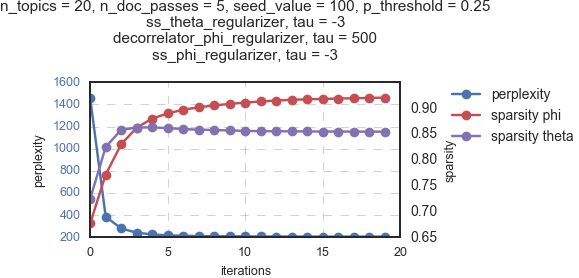 n_topics = 20, n_doc_passes = 5, seed_value = 100, p_threshold = 0.25
ss_theta_regularizer, tau = -3
decorrelator_phi_regularizer, tau = 500
ss_phi_regularizer, tau = -3
1600
1400
1200
1000
800
600
400
200
perplexity
0 5 10 15 20
iterations
0.90
0.85
0.80
0.75
0.70
0.65
sparsity
perplexity
sparsity phi
sparsity theta